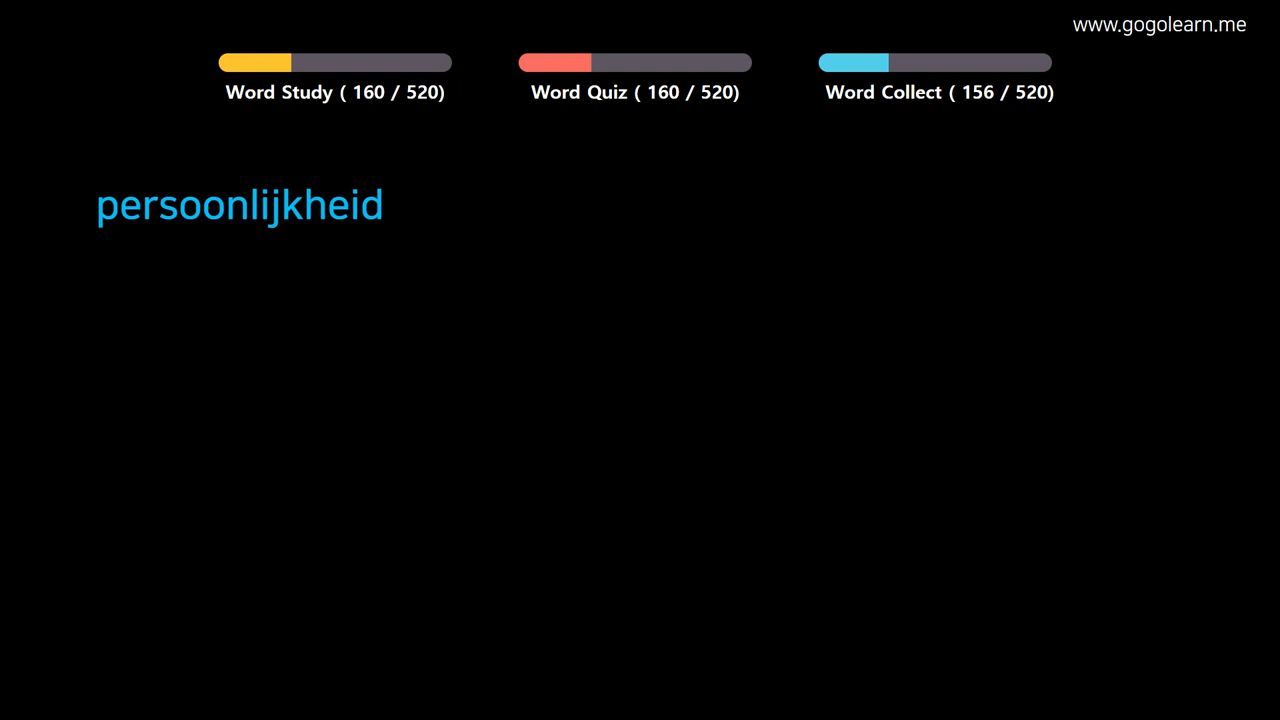 www.gogolearn.me
Word Study ( 160 / 520)
Word Quiz ( 160 / 520)
Word Collect ( 156 / 520)
persoonlijkheid